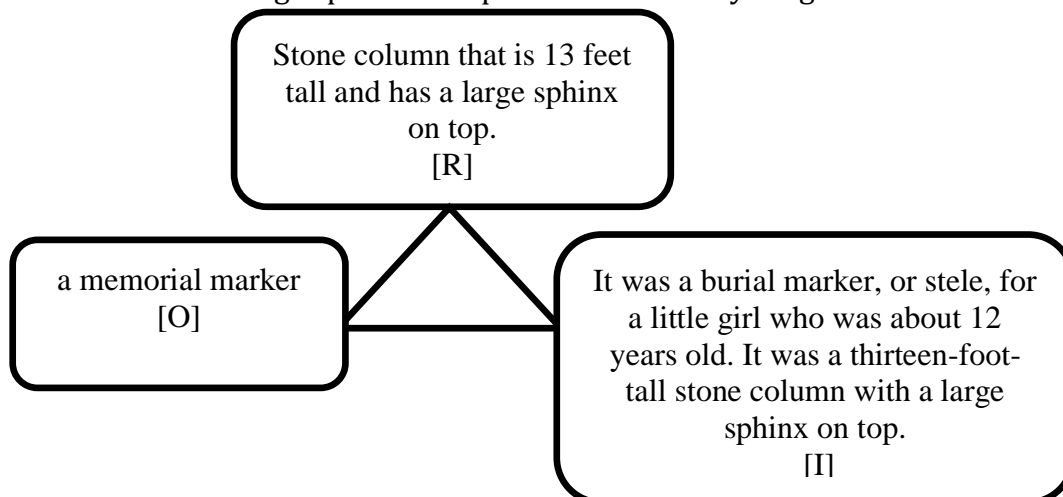 Stone column that is 13 feet
tall and has a large sphinx
on top.
[R]
a memorial marker
[O]
It was a burial marker, or stele, for
a little girl who was about 12
years old. It was a thirteen-foot-
tall stone column with a large
sphinx on top.
[I]